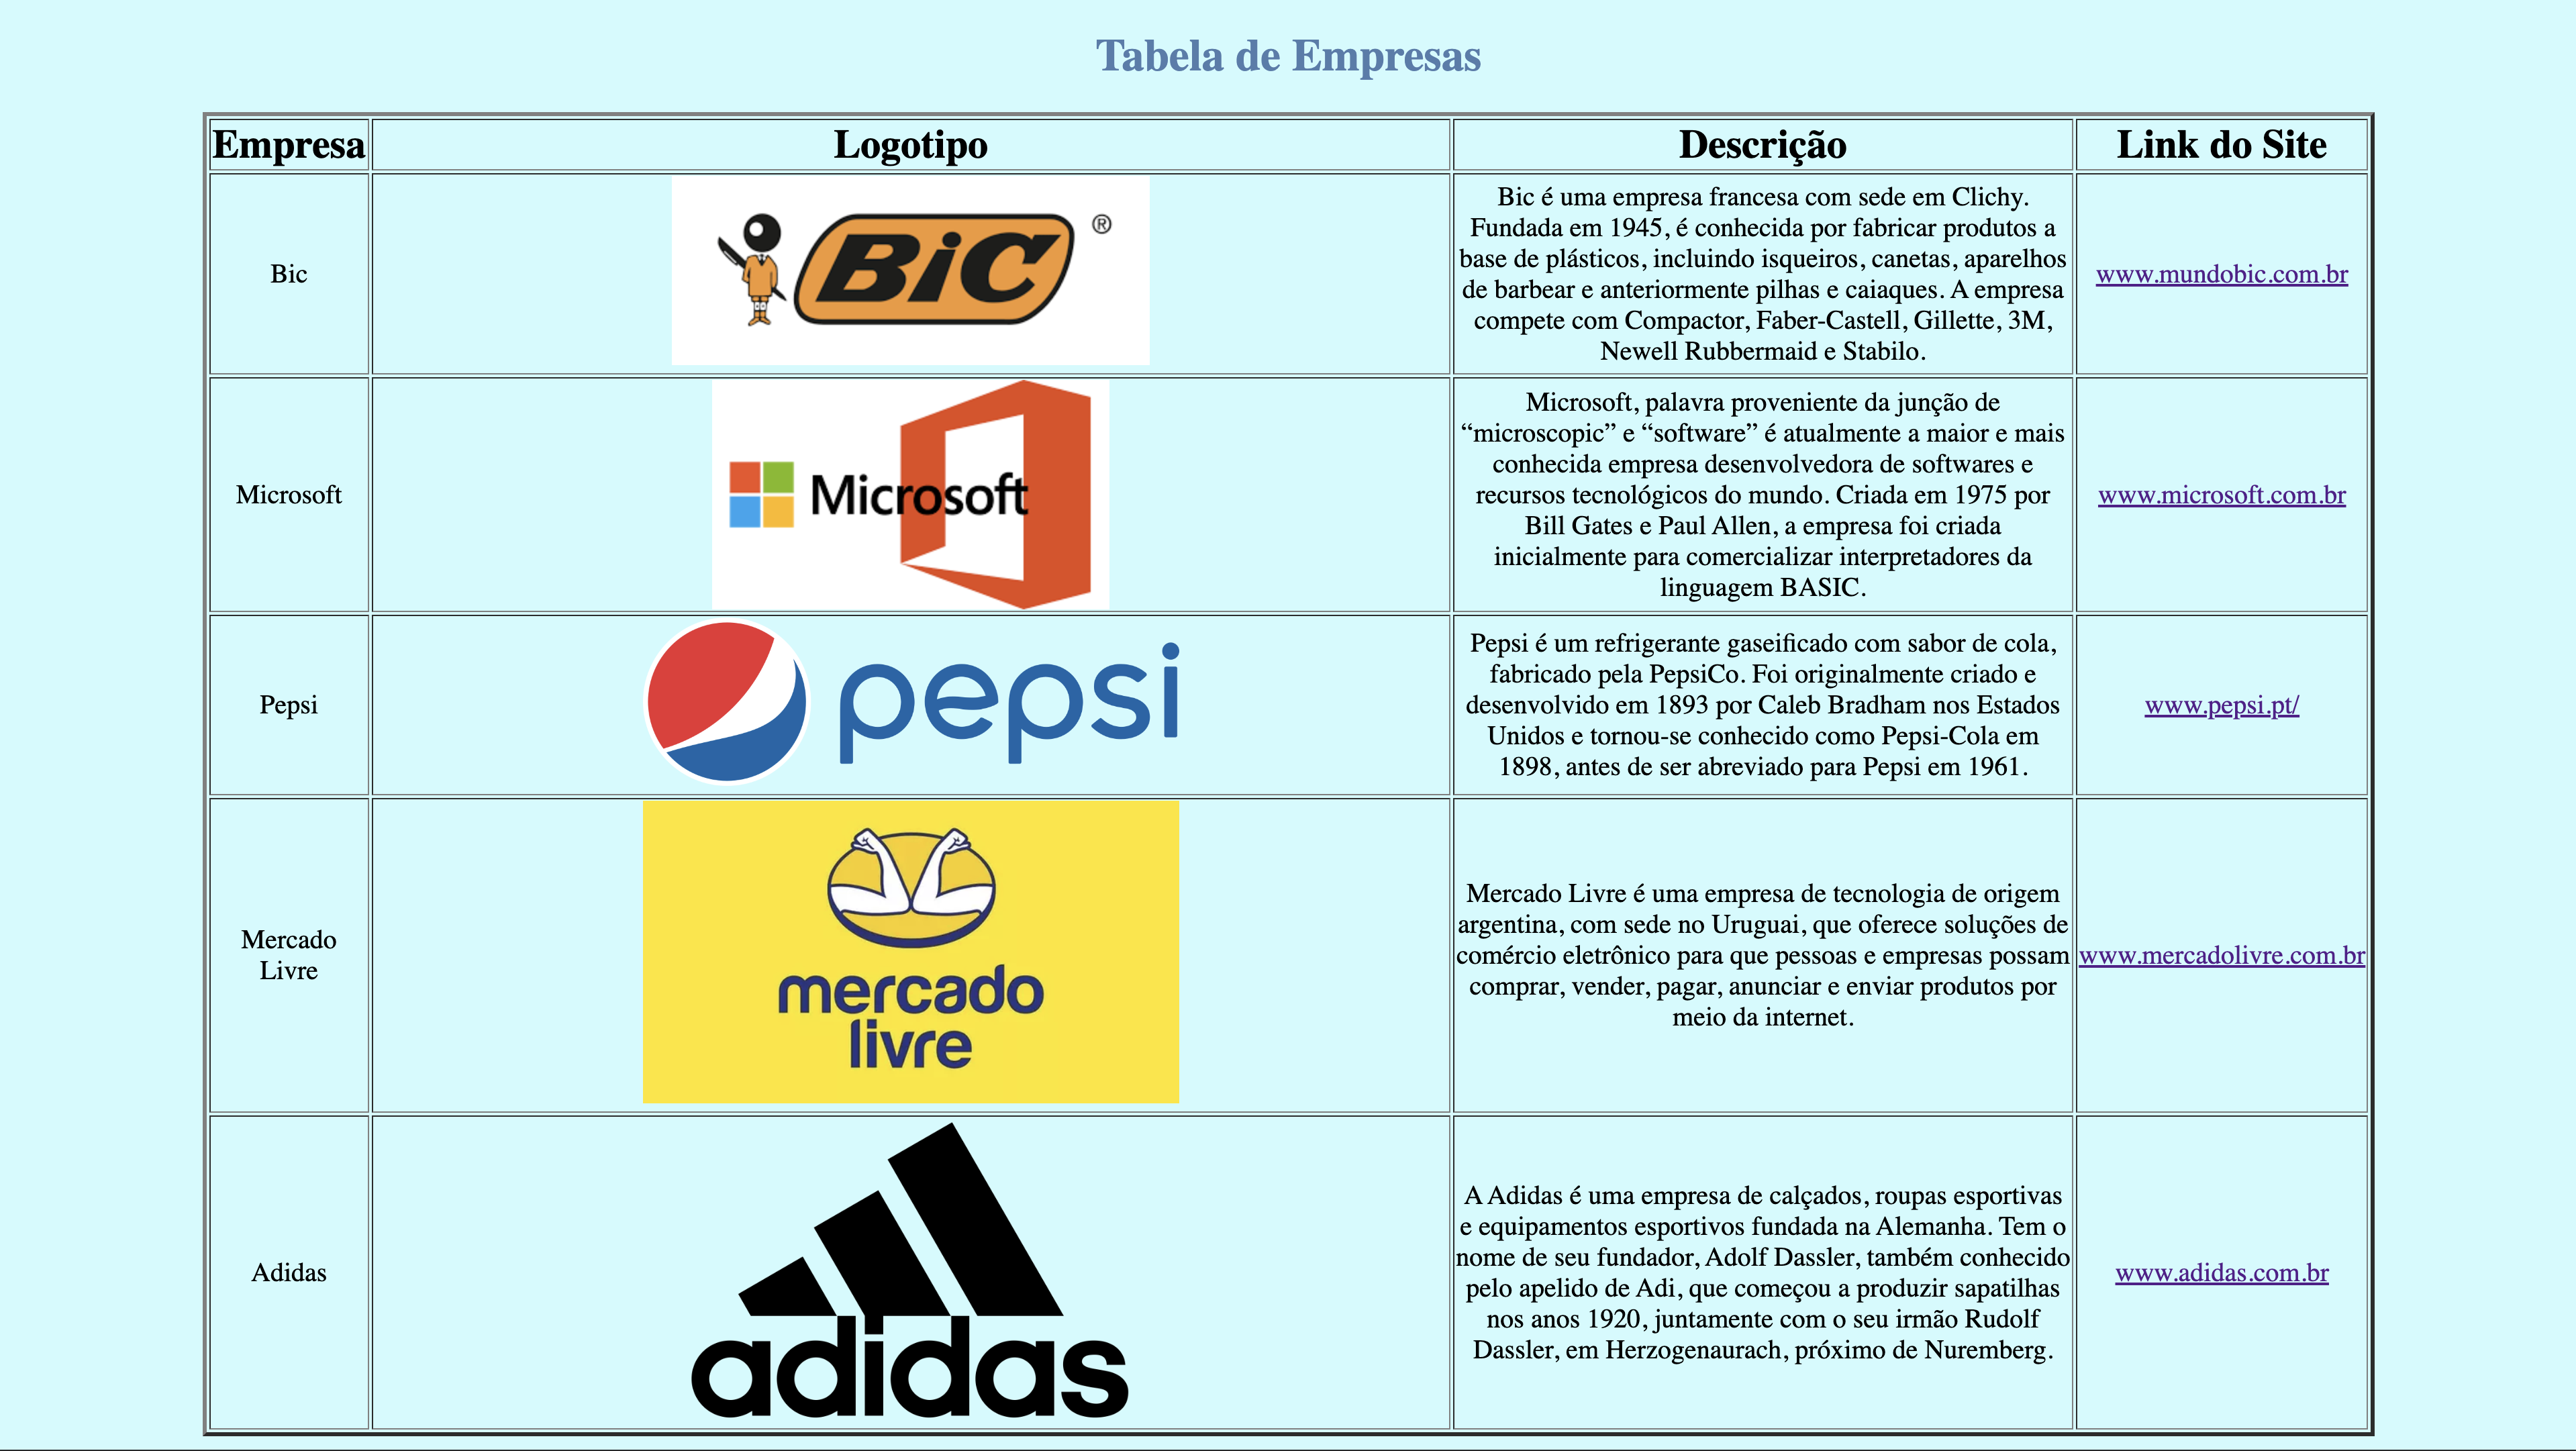 Tabela de Empresas
Empresa
Logotipo
Descrição
Link do Site
Bic
BiC ®
Bic é uma empresa francesa com sede em Clichy.
Fundada em 1945, é conhecida por fabricar produtos a
base de plásticos, incluindo isqueiros, canetas, aparelhos
de barbear e anteriormente pilhas e caiaques. A empresa
compete com Compactor, Faber-Castell, Gillette, 3M,
Newell Rubbermaid e Stabilo.
www.mundobic.com.br
Microsoft
Microsoft
Microsoft, palavra proveniente da junção de
“microscopic” e “software” é atualmente a maior e mais
conhecida empresa desenvolvedora de softwares e
recursos tecnológicos do mundo. Criada em 1975 por
Bill Gates e Paul Allen, a empresa foi criada
inicialmente para comercializar interpretadores da
linguagem BASIC.
www.microsoft.com.br
Pepsi
pepsi
Pepsi é um refrigerante gaseificado com sabor de cola,
fabricado pela PepsiCo. Foi originalmente criado e
desenvolvido em 1893 por Caleb Bradham nos Estados
Unidos e tornou-se conhecido como Pepsi-Cola em
1898, antes de ser abreviado para Pepsi em 1961.
www.pepsi.pt/
Mercado
Livre
mercado
livre
Mercado Livre é uma empresa de tecnologia de origem
argentina, com sede no Uruguai, que oferece soluções de
comércio eletrônico para que pessoas e empresas possam
comprar, vender, pagar, anunciar e enviar produtos por
meio da internet.
www.mercadolivre.com.br
Adidas
adidas
A Adidas é uma empresa de calçados, roupas esportivas
e equipamentos esportivos fundada na Alemanha. Tem o
nome de seu fundador, Adolf Dassler, também conhecido
pelo apelido de Adi, que começou a produzir sapatilhas
nos anos 1920, juntamente com o seu irmão Rudolf
Dassler, em Herzogenaurach, próximo de Nuremberg.
www.adidas.com.br